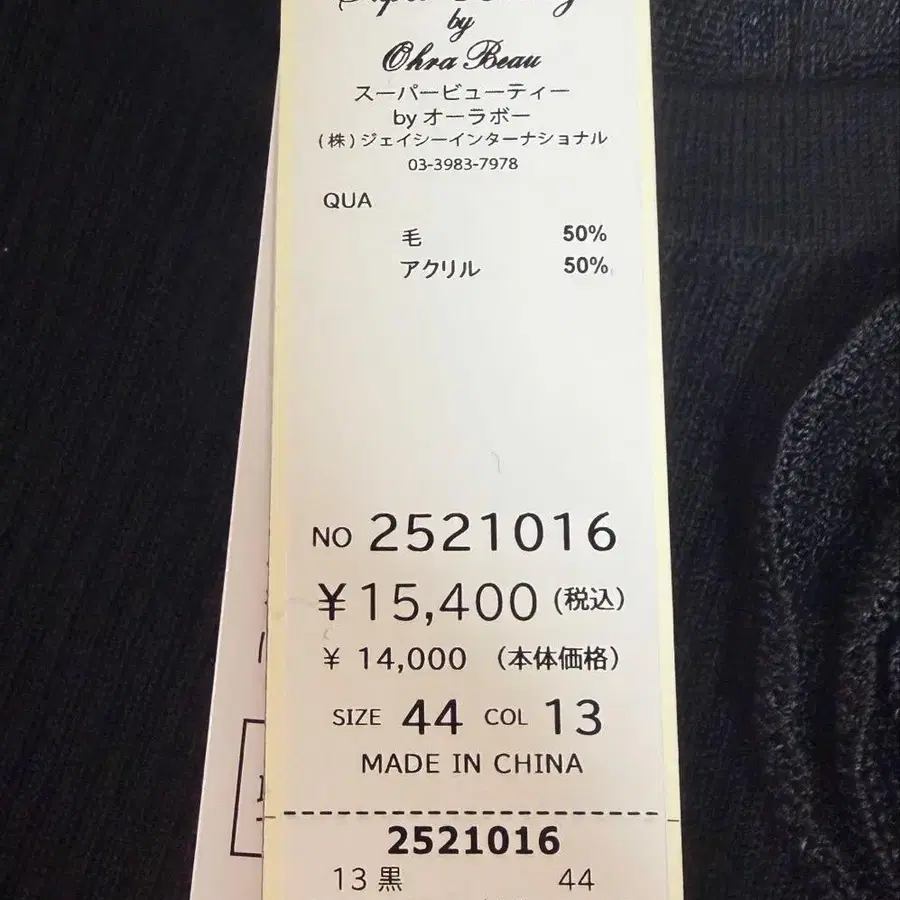 by
Ohra Beau
スーパービューティー
by オーラボー
(株)ジェイシーインターナショナル
03-3983-7978
QUA
毛 50%
アクリル 50%
NO 2521016
¥15,400 (税込)
¥ 14,000 (本体価格)
SIZE 44 COL 13
MADE IN CHINA
2521016
13 黒 44